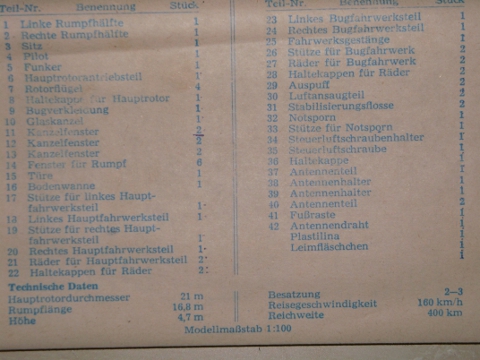 Teil-Nr. Benennung Stück
1 Linke Rumpfhälfte 1
2 Rechte Rumpfhälfte 1
3 Sitz 1
4 Pilot 1
5 Funker 1
6 Hauptrotorantriebsteil 1
7 Rotorflügel 4
8 Haltekappe für Hauptrotor 1
9 Bugverkleidung 1
10 Glaskanzel 1
11 Kanzelfenster 2
12 Kanzelfenster 2
13 Kanzelfenster 2
14 Fenster für Rumpf 6
15 Türe 1
16 Bodenwanne 1
17 Stütze für linkes Haupt-
fahrwerksteil 1
18 Linkes Hauptfahrwerksteil 1
19 Stütze für rechtes Haupt-
fahrwerksteil 1
20 Rechtes Hauptfahrwerksteil 1
21 Räder für Hauptfahrwerksteil 2
22 Haltekappen für Räder 2
Technische Daten
Hauptrotordurchmesser 21 m
Rumpflänge 16,8 m
Höhe 4,7 m
Teil-Nr. Benennung Stück
23 Linkes Bugfahrwerksteil 1
24 Rechtes Bugfahrwerksteil 1
25 Fahrwerksgestänge
26 Stütze für Bugfahrwerk 2
27 Räder für Bugfahrwerk 2
28 Haltekappen für Räder 2
29 Auspuff 2
30 Luftansaugteil 2
31 Stabilisierungsflosse 2
32 Notsporn
33 Stütze für Notsporn
34 Steuerluftschraubenhalter
35 Steuerluftschraube
36 Haltekappe
37 Antennenteil 1
38 Antennenhalter 1
39 Antennenhalter 1
40 Antennenteil 2
41 Fußraste 1
42 Antennendraht 1
Plastilina 1
Leimfläschchen 1
Besatzung 2–3
Reisegeschwindigkeit 160 km/h
Reichweite 400 km
Modellmaßstab 1:100